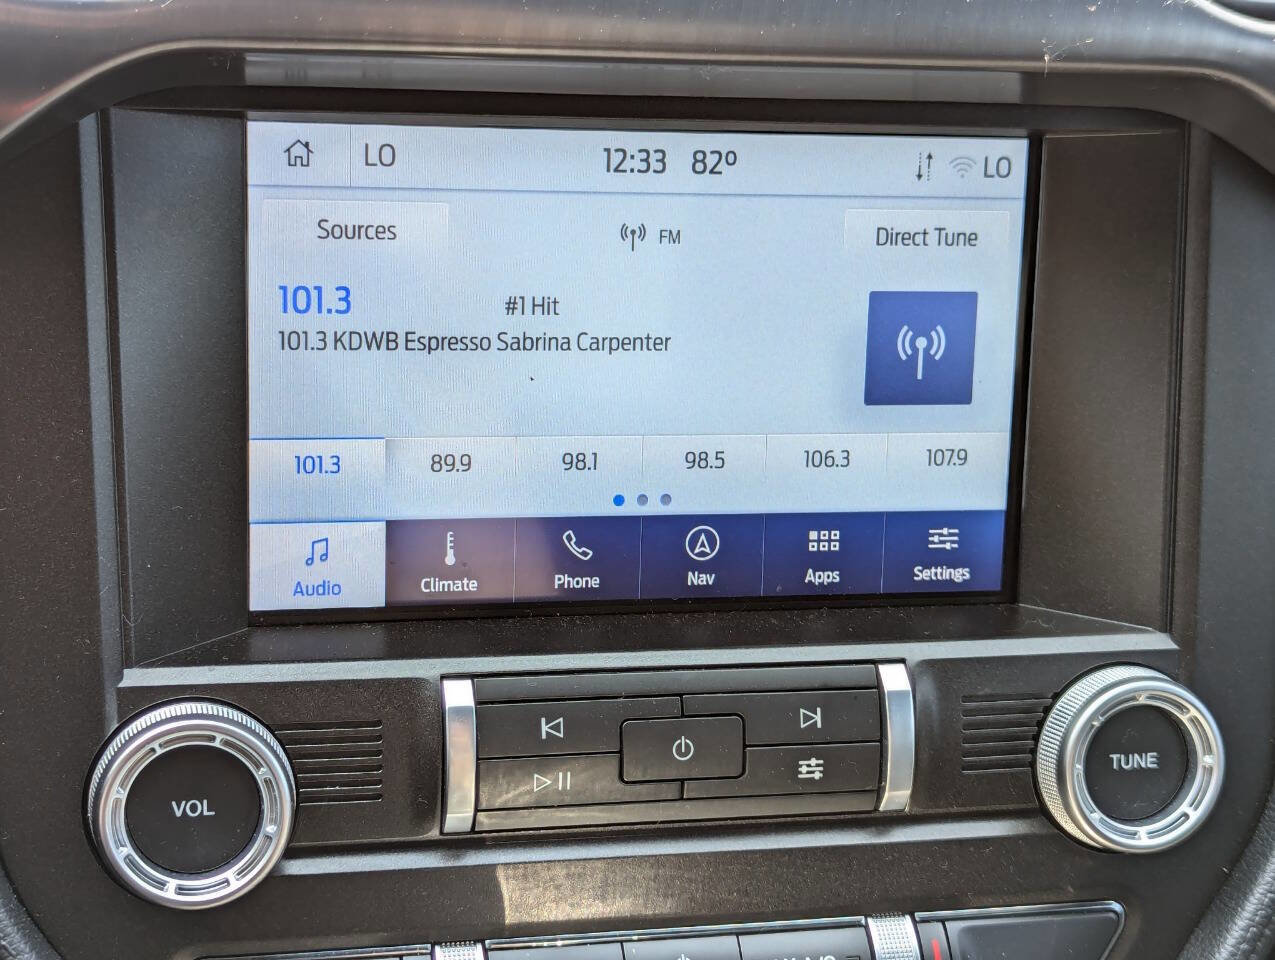 LO 12:33 82° LO
Sources FM Direct Tune
101.3 #1 Hit
101.3 KDWB Espresso Sabrina Carpenter
101.3 89.9 98.1 98.5 106.3 107.9
Audio Climate Phone Nav Apps Settings
VOL TUNE